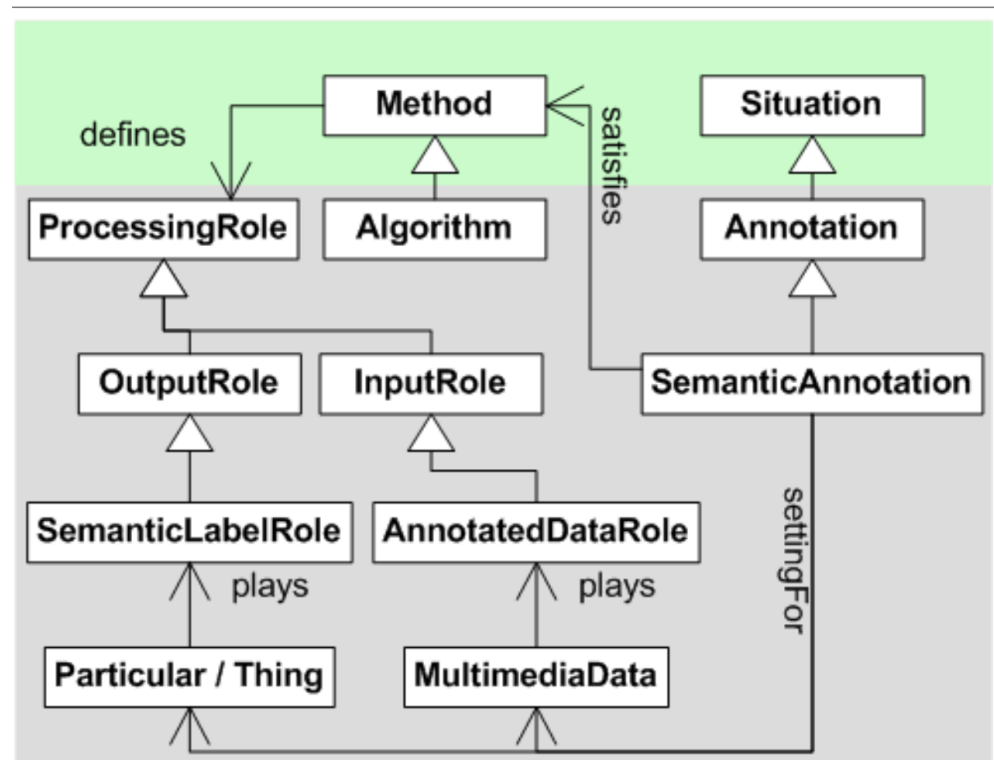 Method
Situation
defines
satisfies
ProcessingRole
Algorithm
Annotation
OutputRole
InputRole
SemanticAnnotation
SemanticLabelRole
AnnotatedDataRole
settingFor
plays
plays
Particular / Thing
MultimediaData